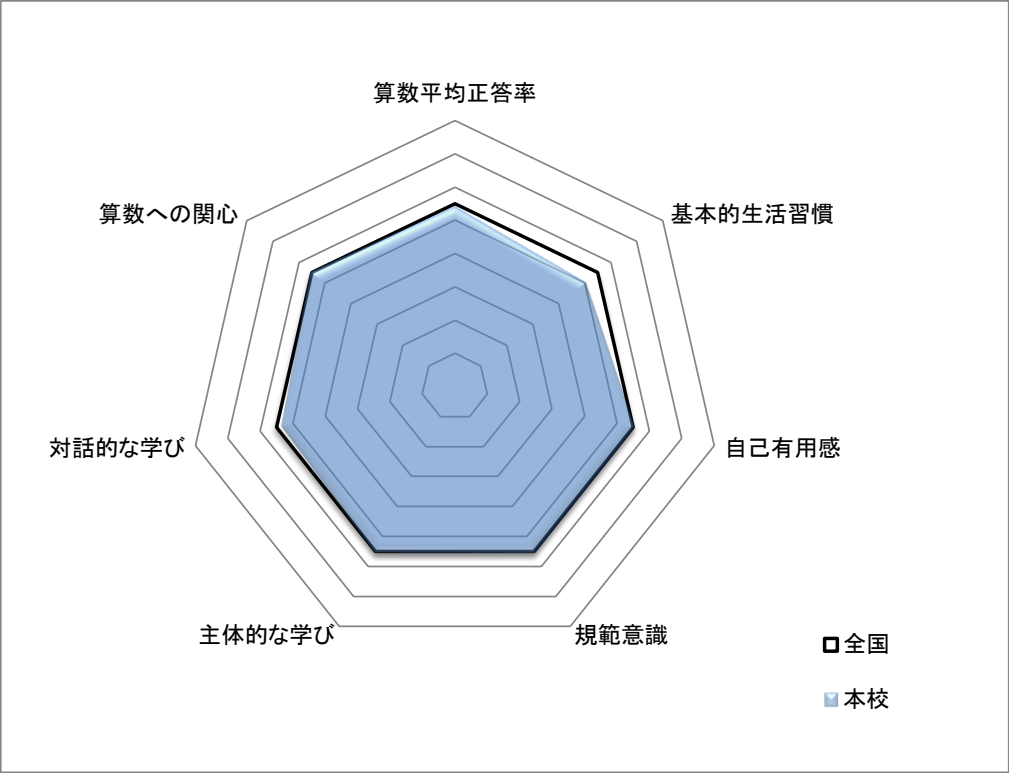 算数平均正答率
算数への関心
基本的生活習慣
対話的な学び
自己有用感
主体的な学び
規範意識
全国
本校